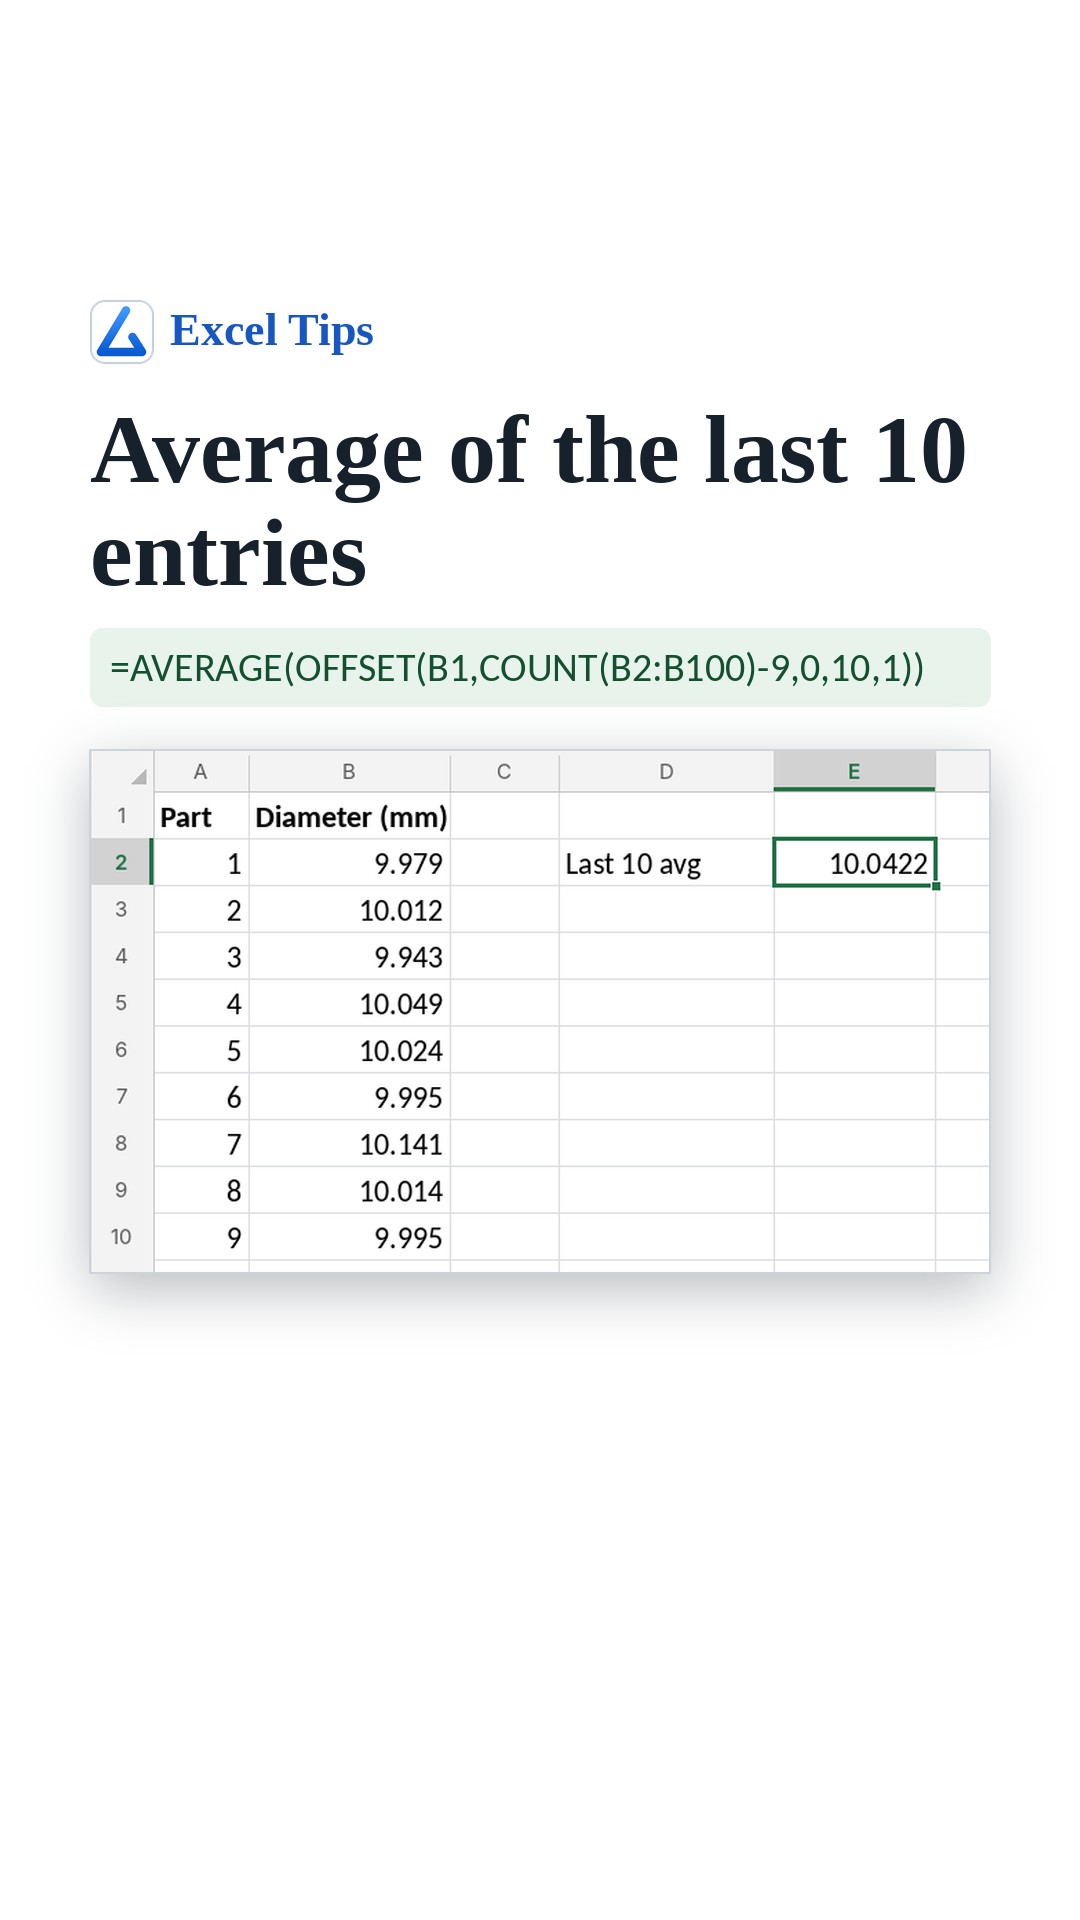 Excel Tips
Average of the last 10
entries
=AVERAGE(OFFSET(B1,COUNT(B2:B100)-9,0,10,1))
A B C D E
1 Part Diameter (mm)
2 1 9.979 Last 10 avg 10.0422
3 2 10.012
4 3 9.943
5 4 10.049
6 5 10.024
7 6 9.995
8 7 10.141
9 8 10.014
10 9 9.995